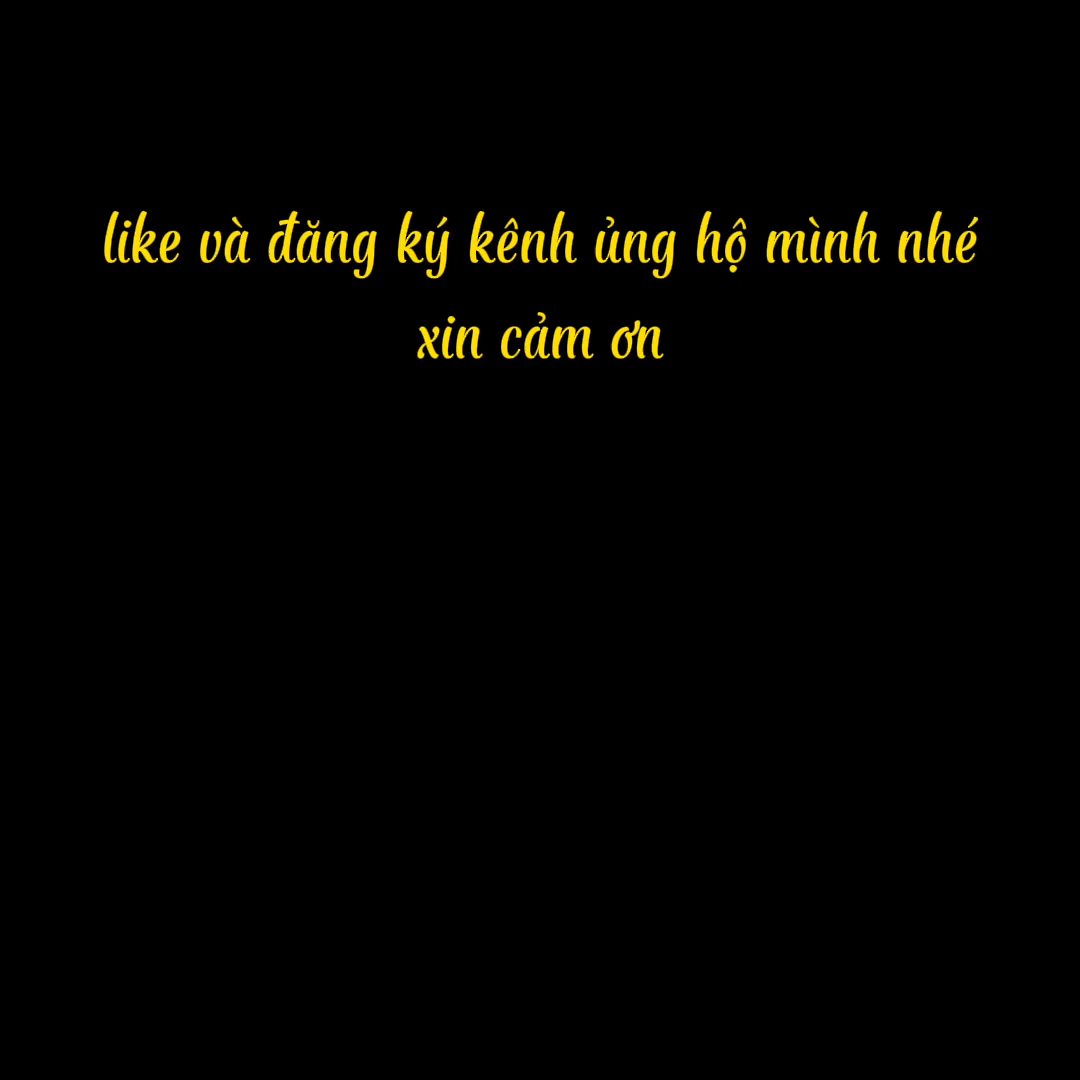 like và đăng ký kênh ủng hộ mình nhé
xin cảm ơn